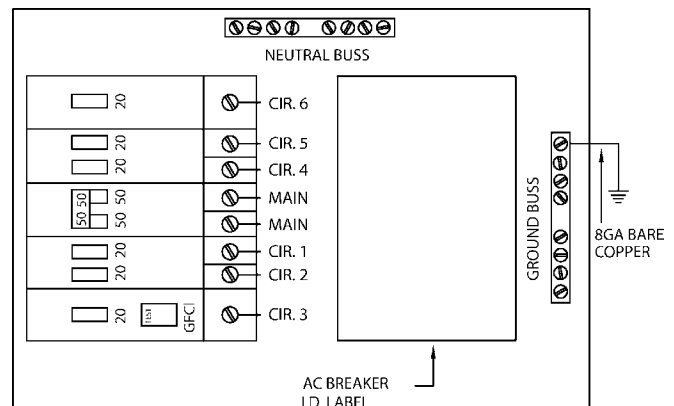 NEUTRAL BUSS
20
CIR. 6
20
CIR. 5
20
CIR. 4
50 50
MAIN
50 50
MAIN
20
CIR. 1
20
CIR. 2
20
TEST
GFCI
CIR. 3
GROUND BUSS
8GA BARE
COPPER
AC BREAKER
I.D. LABEL